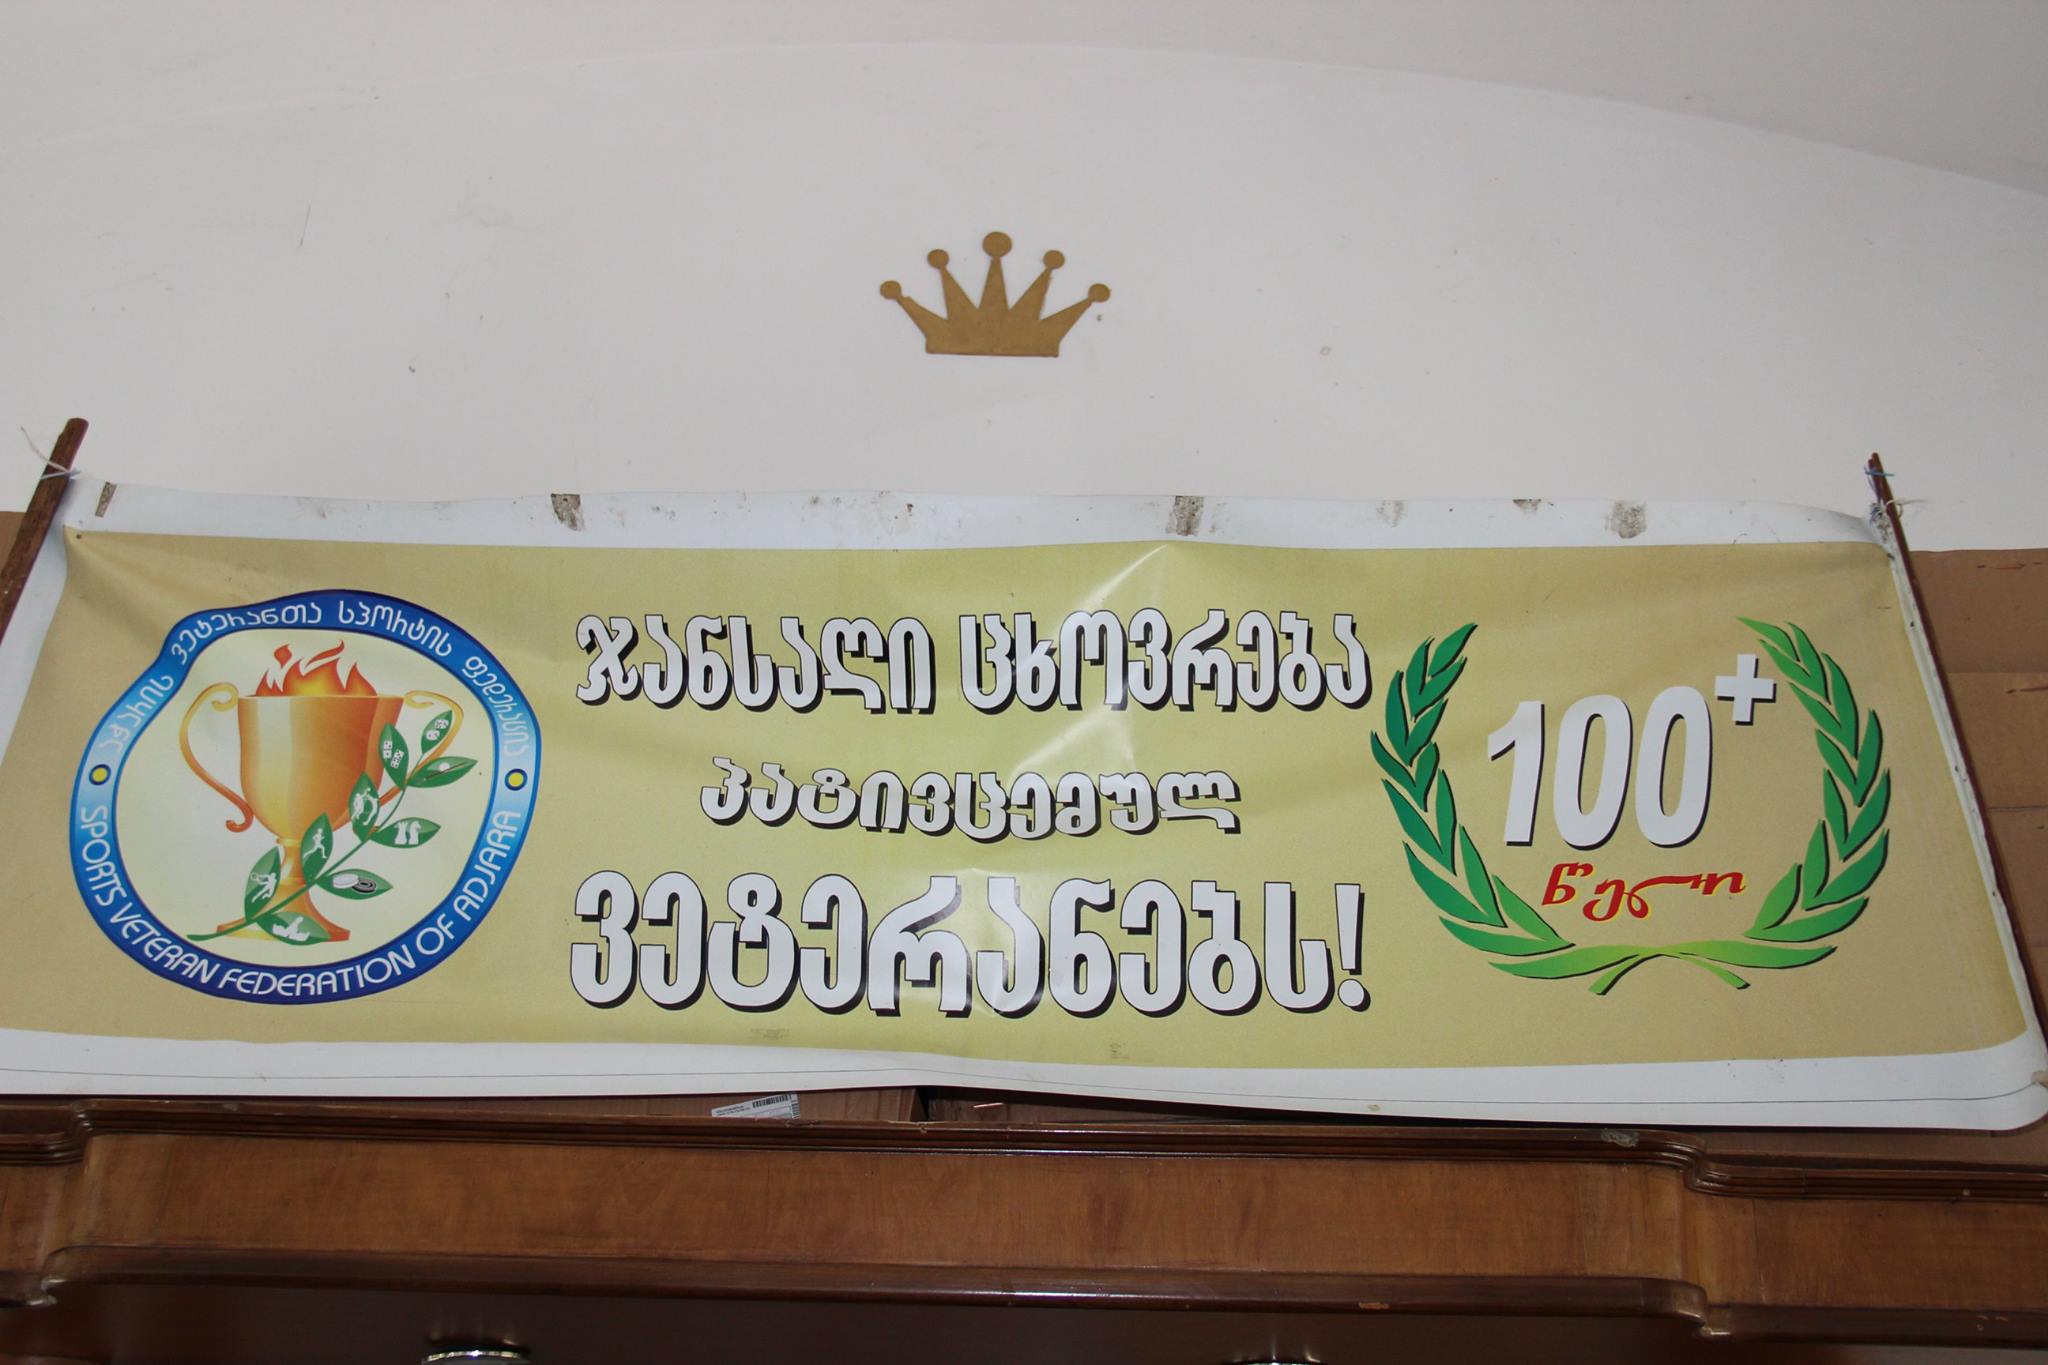 აჭარის ვეტერანთა სპორტის ფედერაცია
SPORTS VETERAN FEDERATION OF ADJARA
ჯანსაღი ცხოვრება
პატივცემულ
ვეტერანებს!
100+
წელი